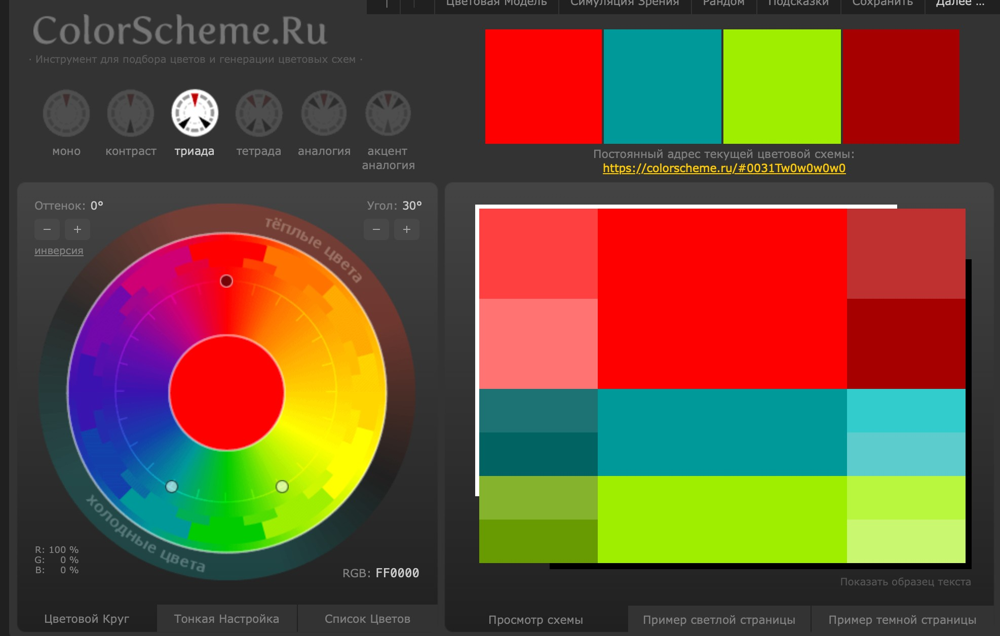 Цветовая Модель
Симуляция Зрения
Рандом
Подсказки
Сохранить
Далее ...
ColorScheme.Ru
· Инструмент для подбора цветов и генерации цветовых схем ·
моно
контраст
триада
тетрада
аналогия
акцент
аналогия
Постоянный адрес текущей цветовой схемы:
https://colorscheme.ru/#0031Tw0w0w0w0
Оттенок: 0°
− +
инверсия
Угол: 30°
− +
тёплые цвета
холодные цвета
R: 100 %
G: 0 %
B: 0 %
RGB: FF0000
Показать образец текста
Цветовой Круг
Тонкая Настройка
Список Цветов
Просмотр схемы
Пример светлой страницы
Пример темной страницы